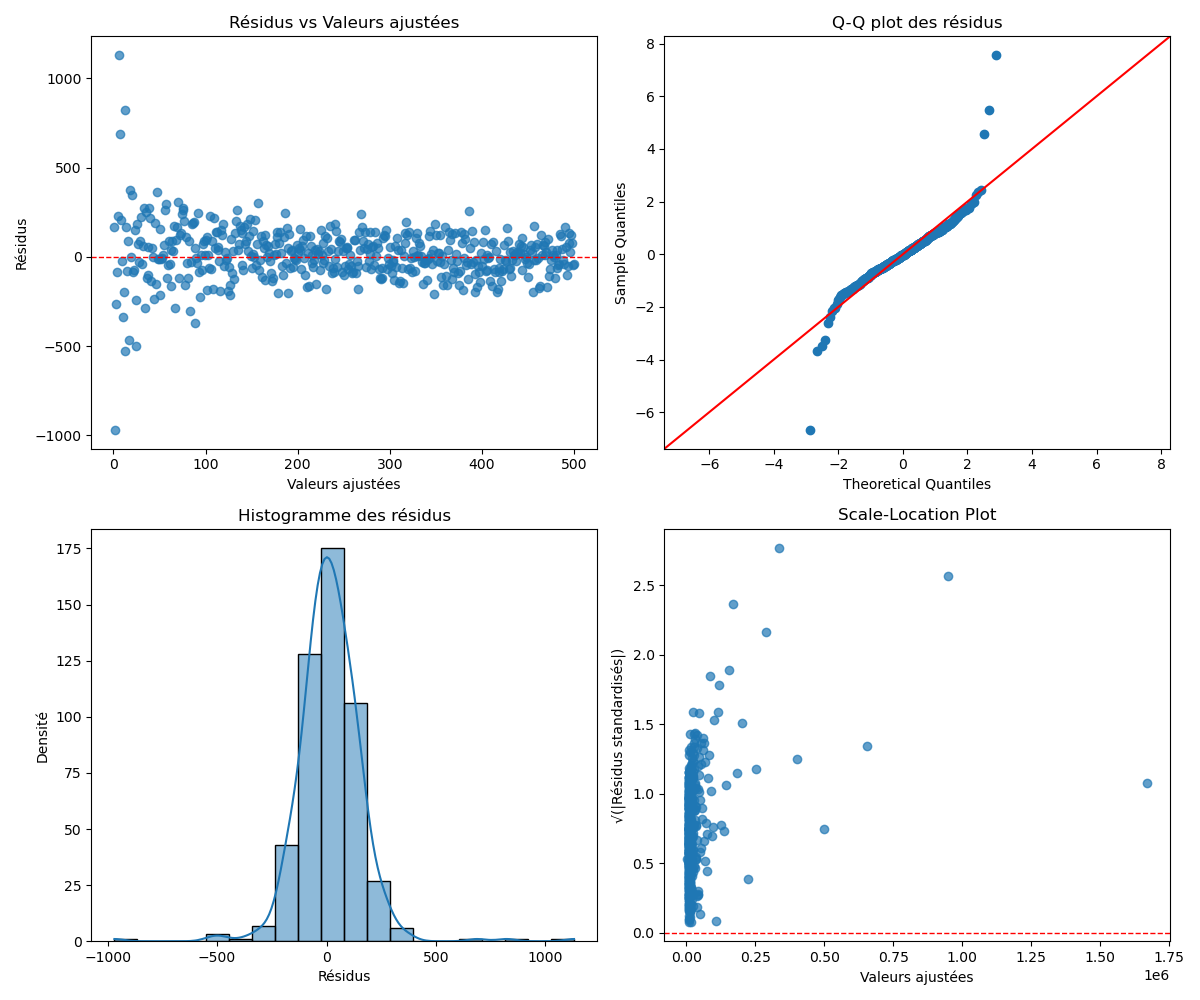 Résidus vs Valeurs ajustées
1000
500
0
−500
−1000
Résidus
0 100 200 300 400 500
Valeurs ajustées
Q-Q plot des résidus
8
6
4
2
0
−2
−4
−6
Sample Quantiles
−6 −4 −2 0 2 4 6 8
Theoretical Quantiles
Histogramme des résidus
175
150
125
100
75
50
25
0
Densité
−1000 −500 0 500 1000
Résidus
Scale-Location Plot
2.5
2.0
1.5
1.0
0.5
0.0
√(|Résidus standardisés|)
0.00 0.25 0.50 0.75 1.00 1.25 1.50 1.75
1e6
Valeurs ajustées